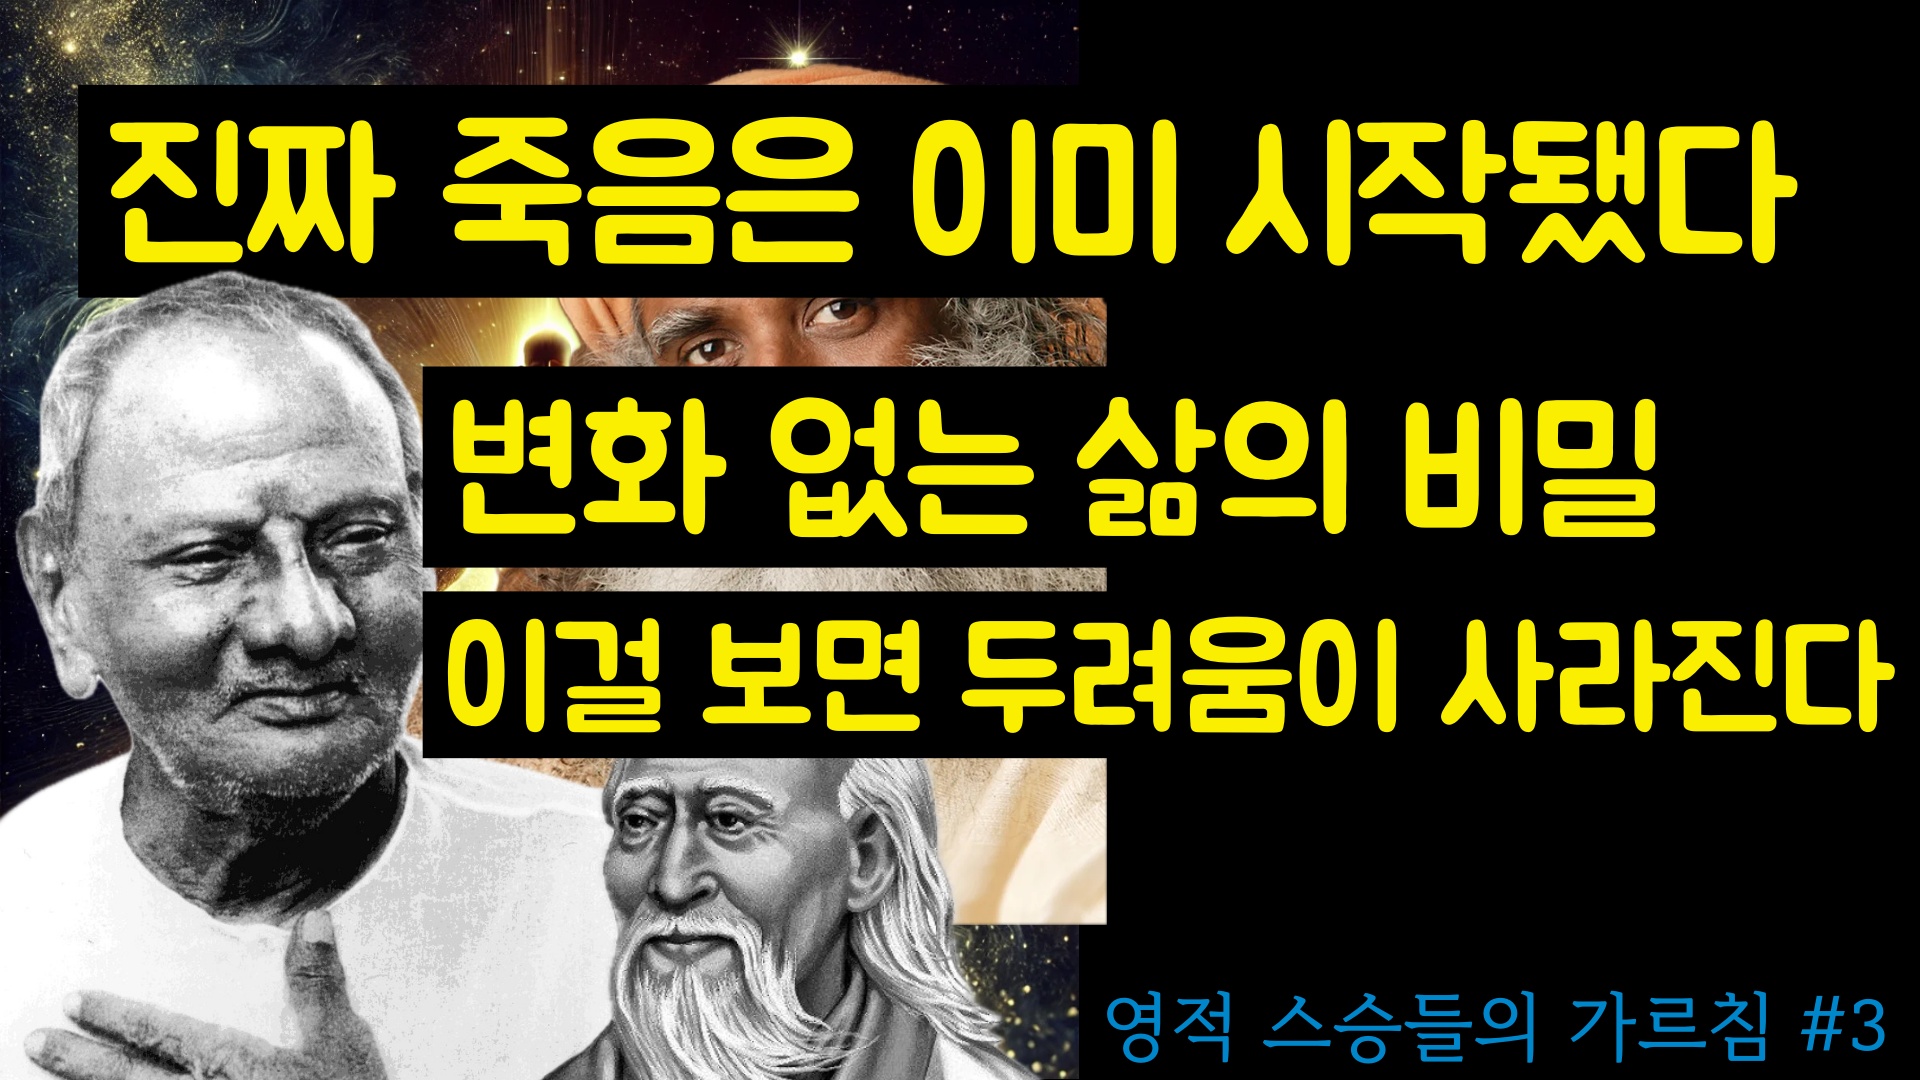 진짜 죽음은 이미 시작됐다
변화 없는 삶의 비밀
이걸 보면 두려움이 사라진다
영적 스승들의 가르침 #3